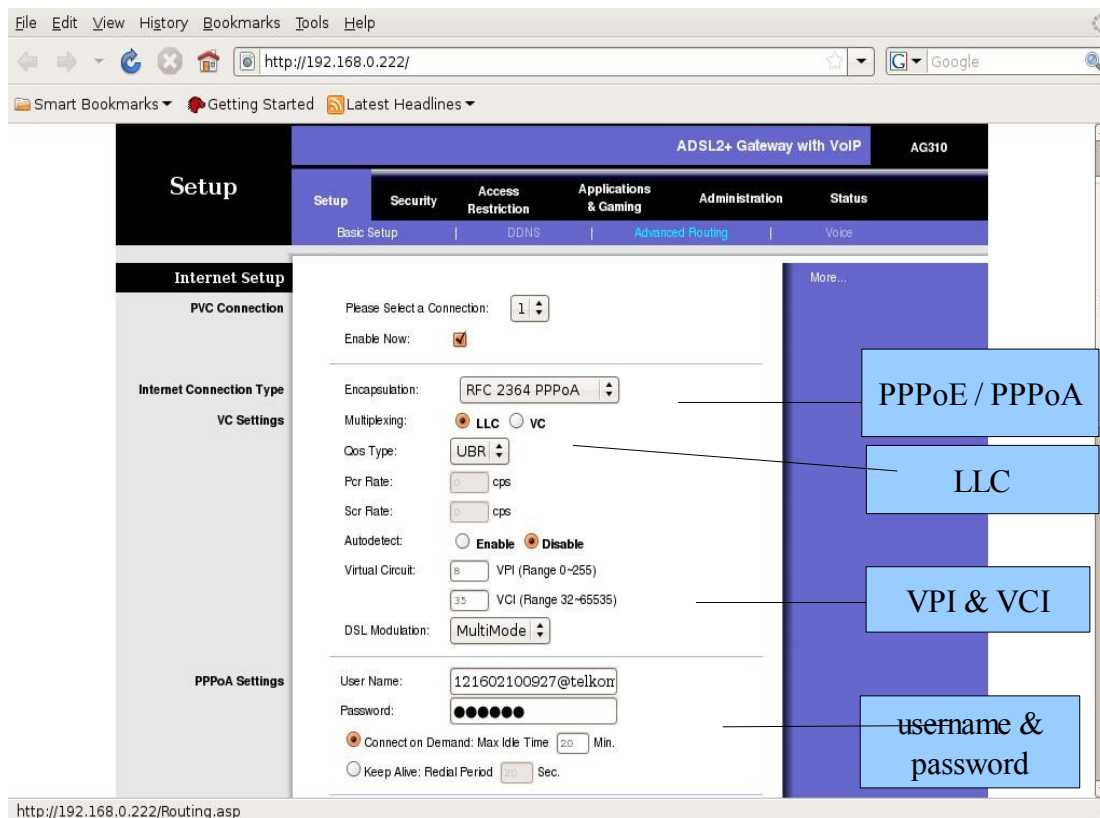 File Edit View History Bookmarks Tools Help
http://192.168.0.222/
G Google
Smart Bookmarks Getting Started Latest Headlines
ADSL2+ Gateway with VoIP AG310
Setup
Setup Security Access Restriction Applications & Gaming Administration Status
Basic Setup | DDNS | Advanced Routing | Voice
Internet Setup More...
PVC Connection Please Select a Connection: 1
Enable Now:
Internet Connection Type Encapsulation: RFC 2364 PPPoA
PPPoE / PPPoA
VC Settings Multiplexing: LLC VC
Qos Type: UBR
LLC
Pcr Rate: 0 cps
Scr Rate: 0 cps
Autodetect: Enable Disable
Virtual Circuit: 8 VPI (Range 0~255)
35 VCI (Range 32~65535)
VPI & VCI
DSL Modulation: MultiMode
PPPoA Settings User Name: 121602100927@telkom
Password: ●●●●●●
username &
password
Connect on Demand: Max Idle Time 20 Min.
Keep Alive: Redial Period 20 Sec.
http://192.168.0.222/Routing.asp